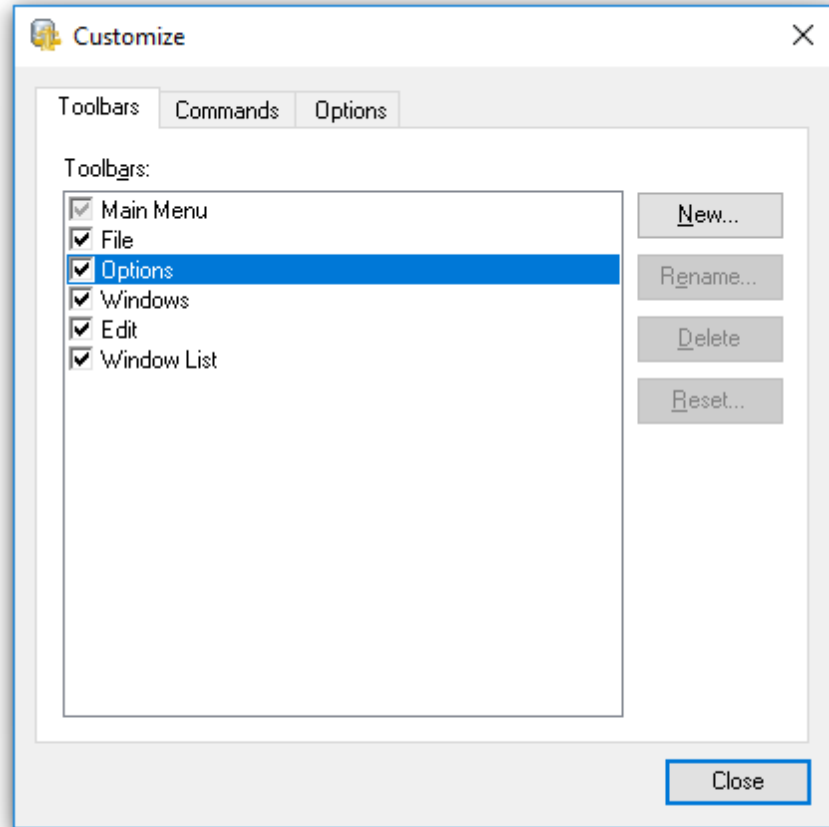 Customize
Toolbars Commands Options
Toolbars:
Main Menu
File
Options
Windows
Edit
Window List
New...
Rename...
Delete
Reset...
Close